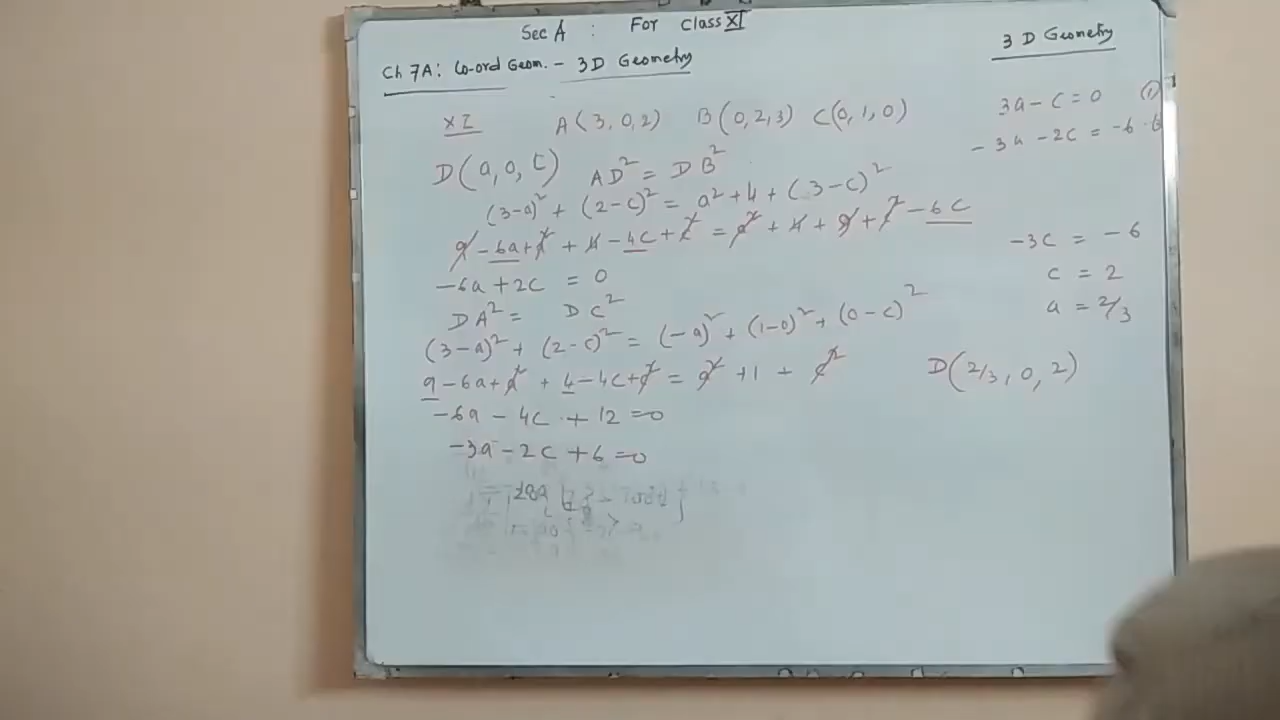 Sec A : For Class XI
3 D Geometry
Ch 7A: Co-ord Geom. - 3D Geometry
XZ A(3,0,2) B(0,2,3) C(0,1,0)
D(a,0,c) AD² = DB²
(3-a)² + (2-c)² = a²+4+(3-c)²
9-6a+a² + 4-4c+c² = a² + 4 + 9 + c² - 6c
-6a+2c = 0
DA² = DC²
(3-a)² + (2-c)² = (-a)² + (1-0)² + (0-c)²
9-6a+a² + 4-4c+c² = a² +1 + c²
-6a - 4c + 12 = 0
-3a - 2c + 6 = 0
3a-c = 0 (1)
-3a-2c = -6
-3c = -6
c = 2
a = 2/3
D(2/3, 0, 2)